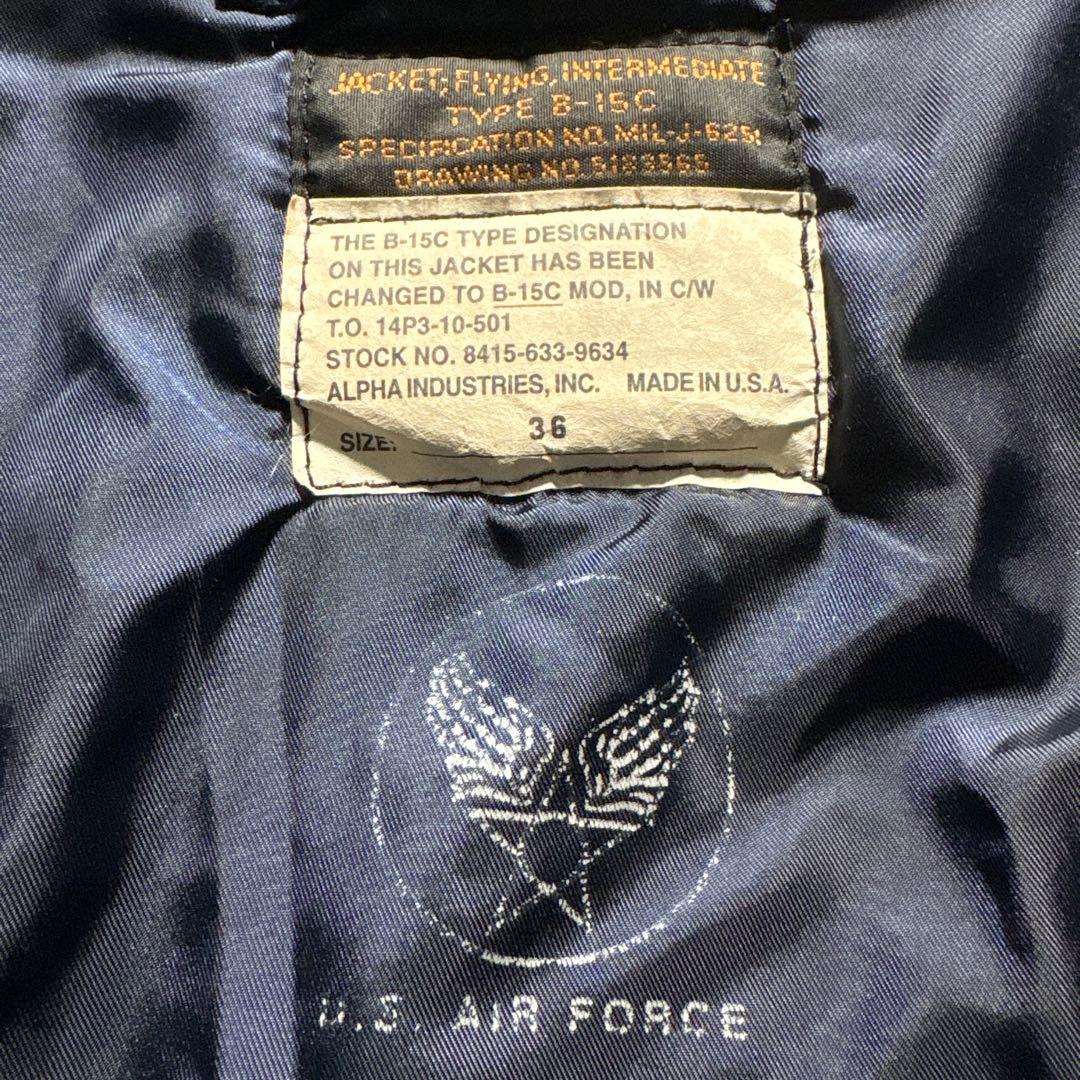 JACKET, FLYING, INTERMEDIATE
TYPE B-15C
SPECIFICATION NO. MIL-J-6251
DRAWING NO
THE B-15C TYPE DESIGNATION
ON THIS JACKET HAS BEEN
CHANGED TO B-15C MOD, IN C/W
T.O. 14P3-10-501
STOCK NO. 8415-633-9634
ALPHA INDUSTRIES, INC. MADE IN U.S.A.
SIZE: 36
U.S. AIR FORCE